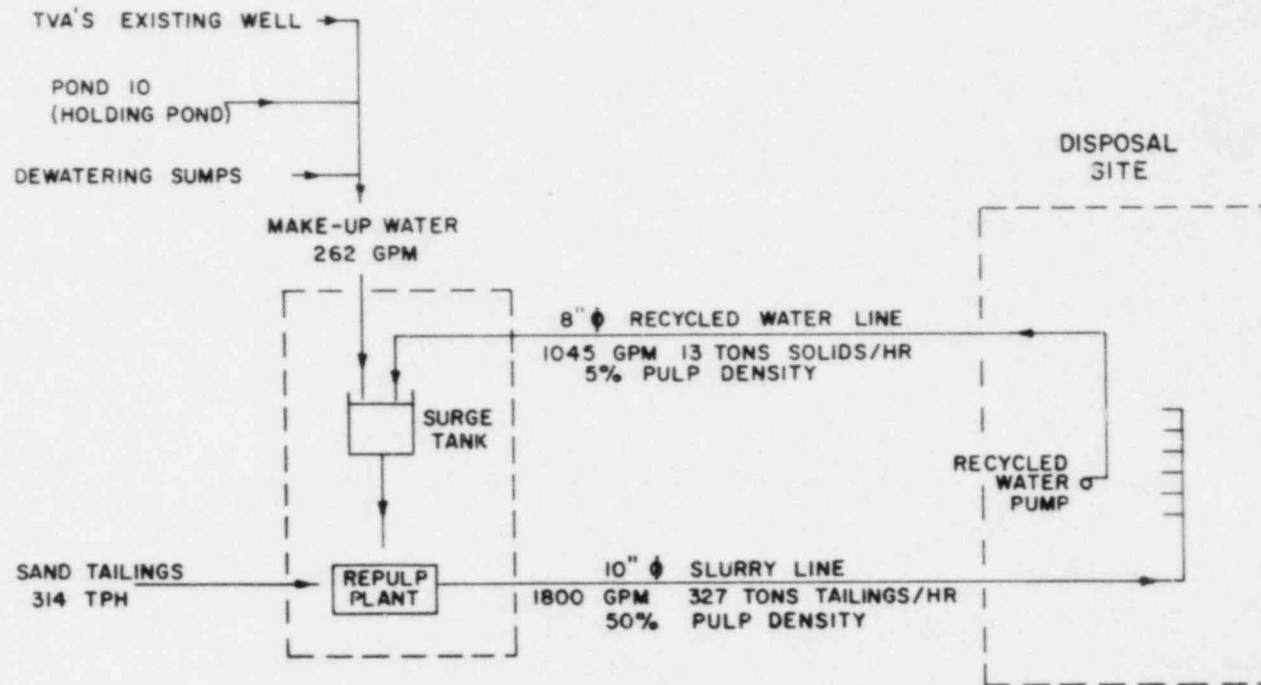 TVA'S EXISTING WELL
POND 10
(HOLDING POND)
DEWATERING SUMPS
MAKE-UP WATER
262 GPM
DISPOSAL
SITE
8" ϕ RECYCLED WATER LINE
1045 GPM 13 TONS SOLIDS/HR
5% PULP DENSITY
SURGE
TANK
RECYCLED
WATER
PUMP
SAND TAILINGS
314 TPH
REPULP
PLANT
10" ϕ SLURRY LINE
1800 GPM 327 TONS TAILINGS/HR
50% PULP DENSITY